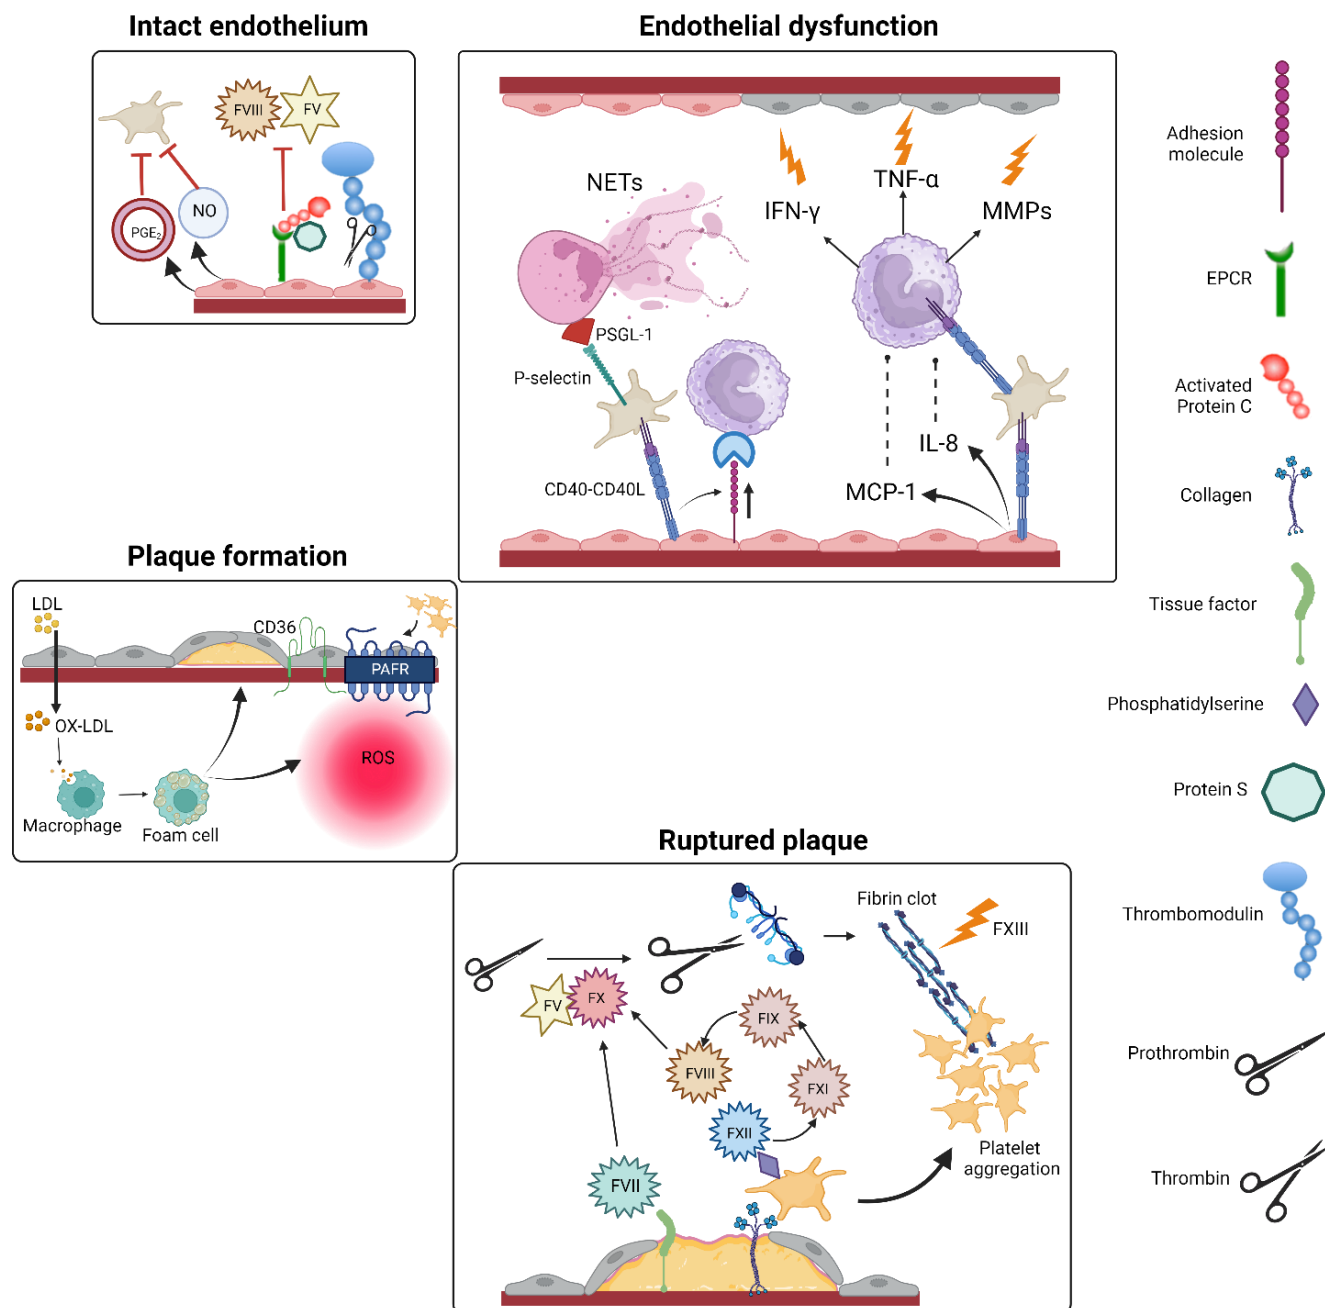 Intact endothelium
FVIII
FV
NO
PGE₂
Endothelial dysfunction
NETs
TNF-α
IFN-γ
MMPs
PSGL-1
P-selectin
IL-8
CD40-CD40L
MCP-1
Plaque formation
LDL
CD36
PAFR
OX-LDL
ROS
Macrophage
Foam cell
Ruptured plaque
Fibrin clot
FXIII
FV
FX
FIX
FVIII
FXI
FXII
Platelet
aggregation
FVII
Adhesion
molecule
EPCR
Activated
Protein C
Collagen
Tissue factor
Phosphatidylserine
Protein S
Thrombomodulin
Prothrombin
Thrombin